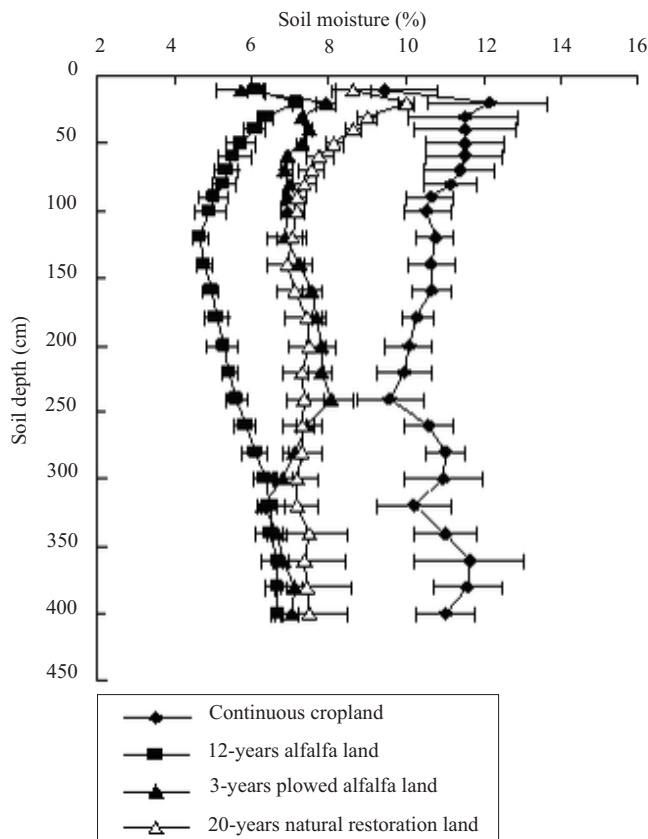 Soil moisture (%)
2 4 6 8 10 12 14 16
0
50
100
150
200
250
300
350
400
450
Soil depth (cm)
Continuous cropland
12-years alfalfa land
3-years plowed alfalfa land
20-years natural restoration land